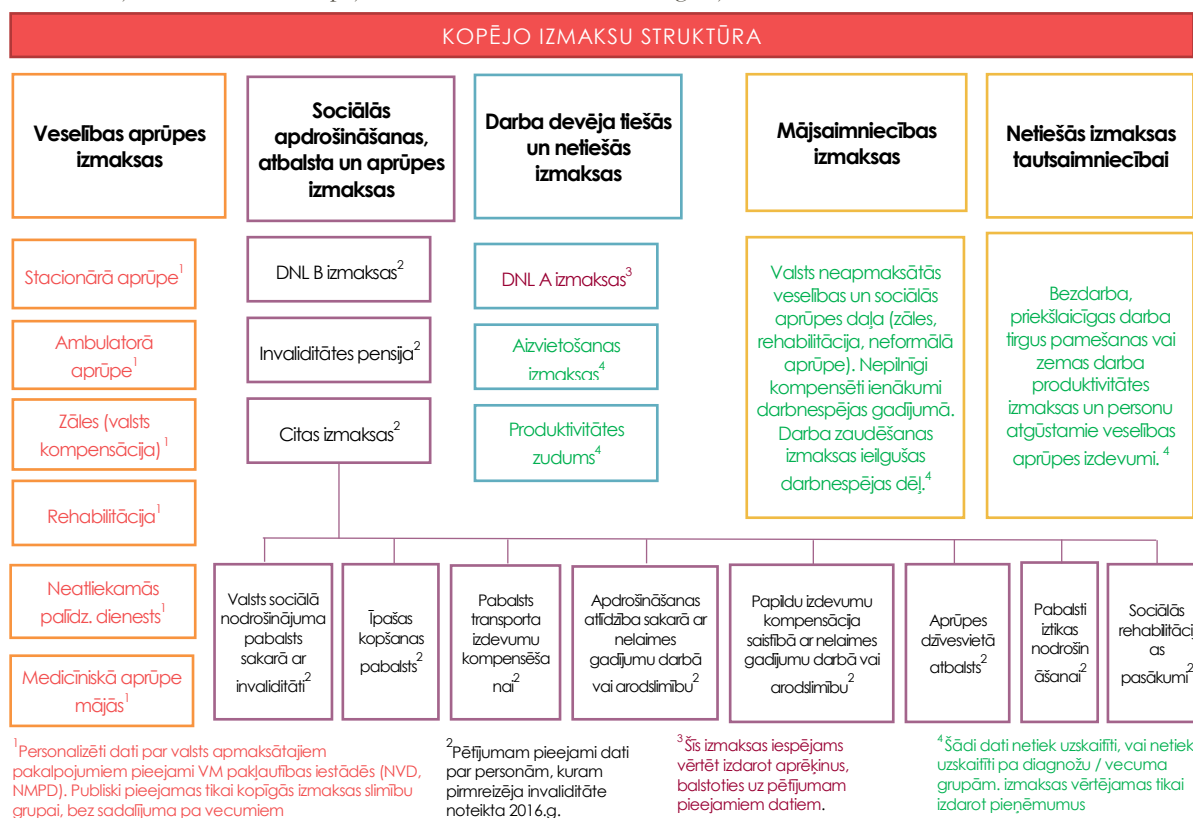 KOPĒJO IZMAKSU STRUKTŪRA
Veselības aprūpes
izmaksas
Sociālās
apdrošināšanas,
atbalsta un aprūpes
izmaksas
Darba devēja tiešās
un netiešās
izmaksas
Mājsaimniecības
izmaksas
Netiešās izmaksas
tautsaimniecībai
Stacionārā aprūpe¹
Ambulatorā
aprūpe¹
Zāles (valsts
kompensācija)¹
Rehabilitācija¹
Neatliekamās
palīdz. dienests¹
Medicīniskā aprūpe
mājās¹
DNL B izmaksas²
Invaliditātes pensija²
Citas izmaksas²
DNL A izmaksas³
Aizvietošanas
izmaksas⁴
Produktivitātes
zudums⁴
Valsts neapmaksātās
veselības un sociālās
aprūpes daļa (zāles,
rehabilitācija, neformālā
aprūpe). Nepilnīgi
kompensēti ienākumi
darbnespējas gadījumā.
Darba zaudēšanas
izmaksas ieilgušas
darbnespējas dēļ.⁴
Bezdarba,
priekšlaicīgas darba
tirgus pamešanas vai
zemas darba
produktivitātes
izmaksas un personu
atgūstamie veselības
aprūpes izdevumi. ⁴
Valsts sociālā
nodrošinājuma
pabalsts
sakarā ar
invaliditāti²
Īpašas
kopšanas
pabalsts²
Pabalsts
transporta
izdevumu
kompensēša
nai²
Apdrošināšanas
atlīdzība sakarā ar
nelaimes
gadījumu darbā
vai arodslimību²
Papildu izdevumu
kompensācija
saistībā ar nelaimes
gadījumu darbā vai
arodslimību²
Aprūpes
dzīvesvietā
atbalsts²
Pabalsti
iztikas
nodrošin
āšanai²
Sociālās
rehabilitācij
as
pasākumi²
¹Personalizēti dati par valsts apmaksātajiem
pakalpojumiem pieejami VM pakļautības iestādēs (NVD,
NMPD). Publiski pieejamas tikai kopīgās izmaksas slimību
grupai, bez sadalījuma pa vecumiem
²Pētījumam pieejami dati
par personām, kuram
pirmreizēja invaliditāte
noteikta 2016.g.
³Šīs izmaksas iespējams
vērtēt izdarot aprēķinus,
balstoties uz pētījumam
pieejamiem datiem.
⁴Šādi dati netiek uzskaitīti, vai netiek
uzskaitīti pa diagnožu / vecuma
grupām. izmaksas vērtējamas tikai
izdarot pieņēmumus